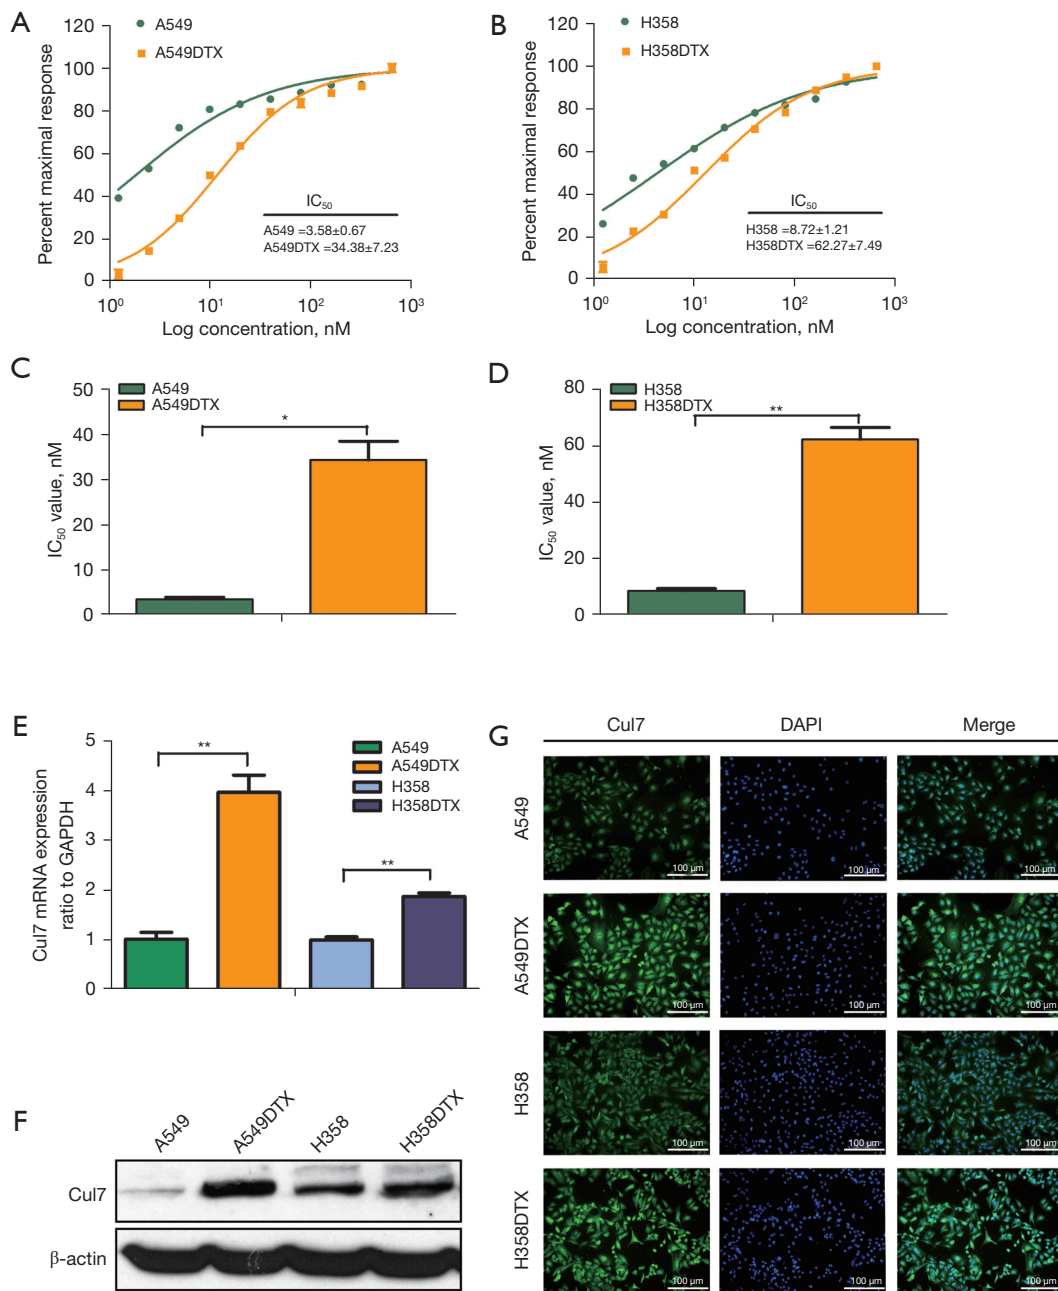 A
A549
A549DTX
Percent maximal response
120
100
80
60
40
20
0
IC50
A549 =3.58±0.67
A549DTX =34.38±7.23
10⁰
10¹
10²
10³
Log concentration, nM
B
H358
H358DTX
Percent maximal response
120
100
80
60
40
20
0
IC50
H358 =8.72±1.21
H358DTX =62.27±7.49
10⁰
10¹
10²
10³
Log concentration, nM
C
A549
A549DTX
IC50 value, nM
50
40
30
20
10
0
*
D
H358
H358DTX
IC50 value, nM
80
60
40
20
0
**
E
Cul7 mRNA expression
ratio to GAPDH
5
4
3
2
1
0
**
**
A549
A549DTX
H358
H358DTX
F
A549
A549DTX
H358
H358DTX
Cul7
β-actin
G
Cul7
DAPI
Merge
A549
100 μm
100 μm
100 μm
A549DTX
100 μm
100 μm
100 μm
H358
100 μm
100 μm
100 μm
H358DTX
100 μm
100 μm
100 μm